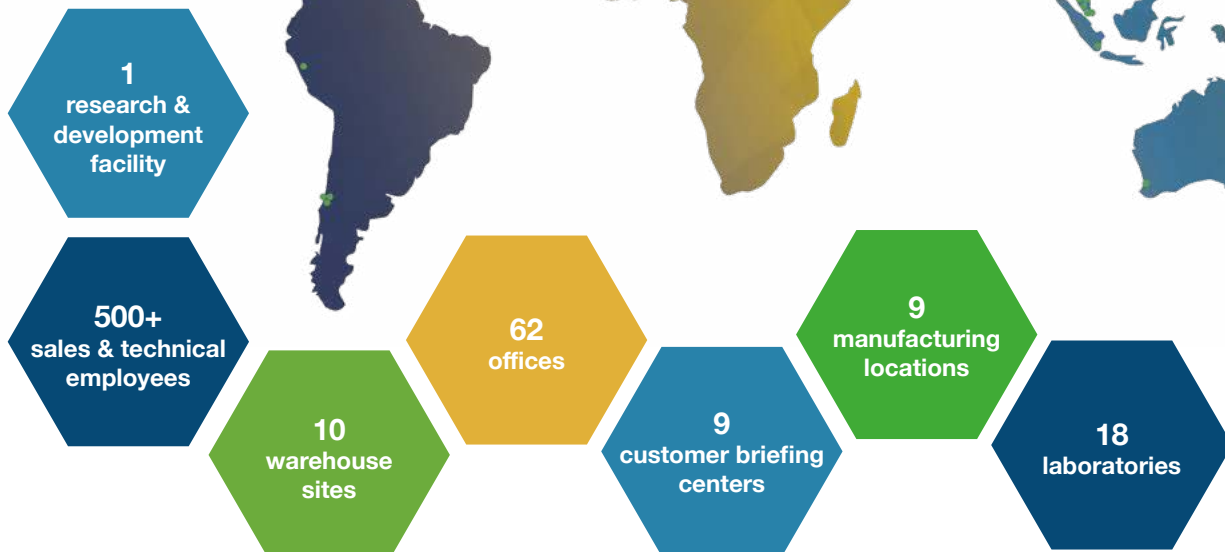 1
research &
development
facility
500+
sales & technical
employees
10
warehouse
sites
62
offices
9
customer briefing
centers
9
manufacturing
locations
18
laboratories